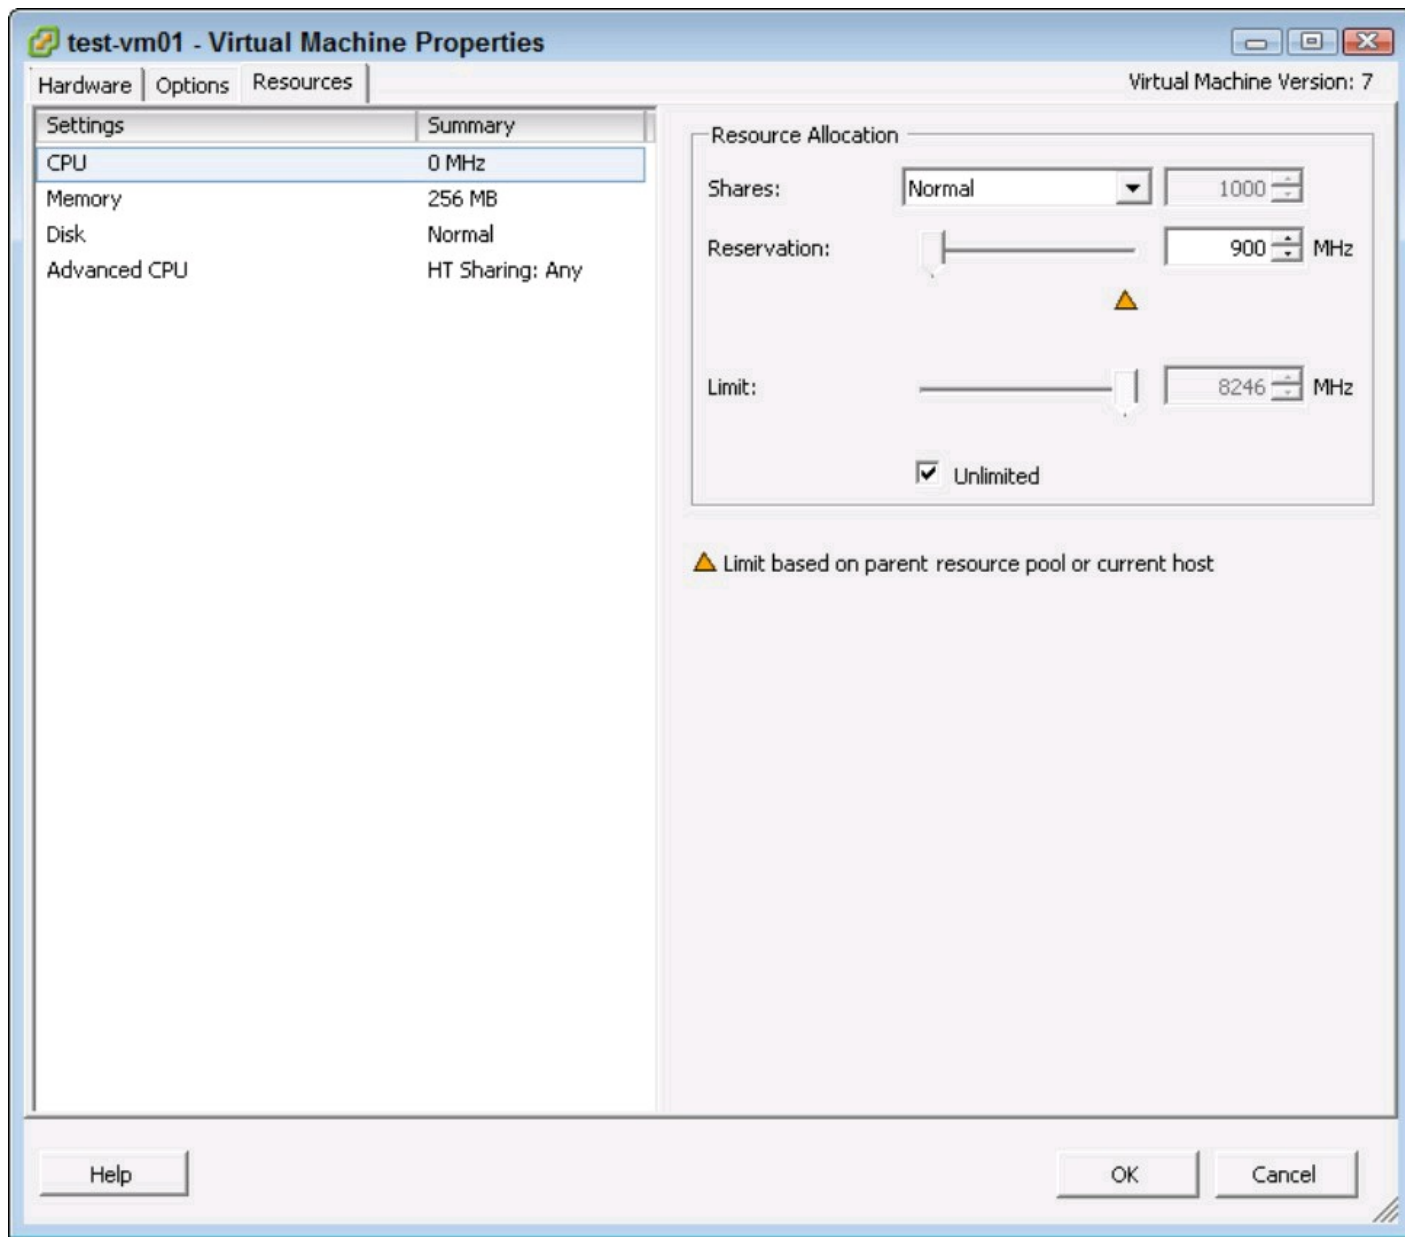 test-vm01 - Virtual Machine Properties
Hardware Options Resources Virtual Machine Version: 7
Settings Summary
CPU 0 MHz
Memory 256 MB
Disk Normal
Advanced CPU HT Sharing: Any
Resource Allocation
Shares: Normal 1000
Reservation: 900 MHz
Limit: 8246 MHz
Unlimited
Limit based on parent resource pool or current host
Help OK Cancel